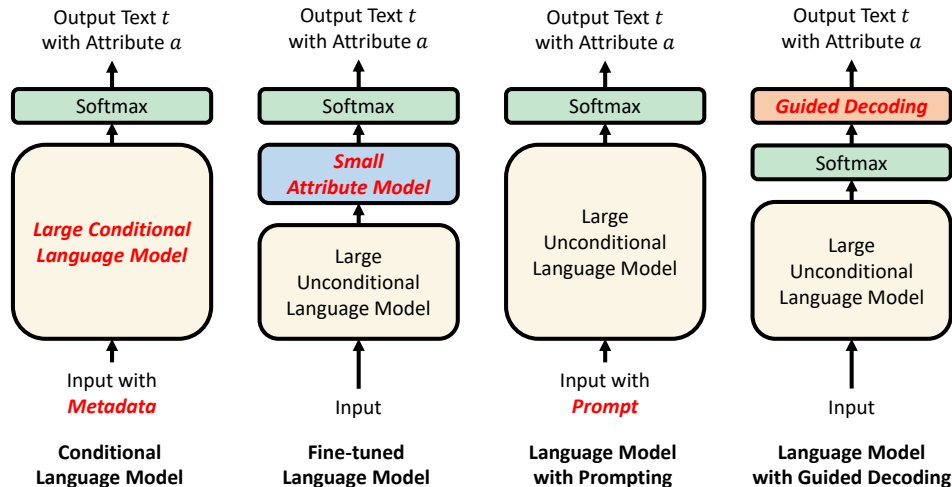 Output Text t
with Attribute a
Softmax
Large Conditional
Language Model
Input with
Metadata
Conditional
Language Model
Output Text t
with Attribute a
Softmax
Small
Attribute Model
Large
Unconditional
Language Model
Input
Fine-tuned
Language Model
Output Text t
with Attribute a
Softmax
Large
Unconditional
Language Model
Input with
Prompt
Language Model
with Prompting
Output Text t
with Attribute a
Guided Decoding
Softmax
Large
Unconditional
Language Model
Input
Language Model
with Guided Decoding